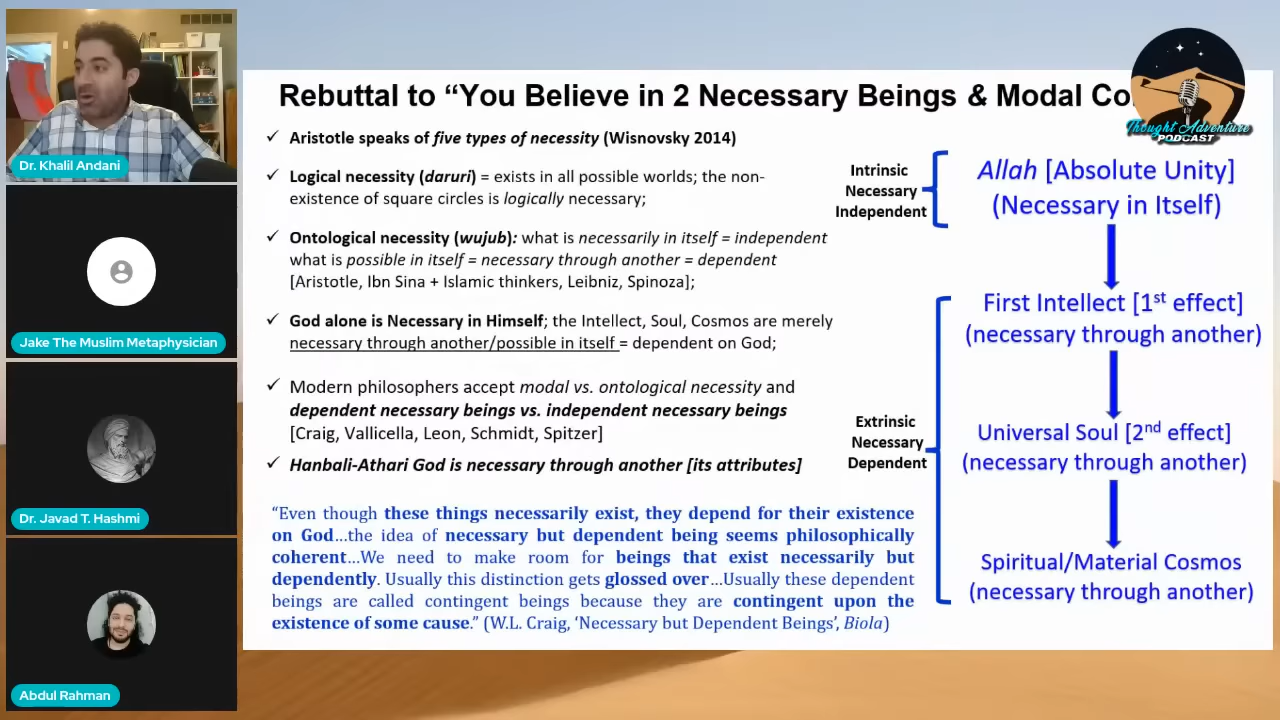 Rebuttal to “You Believe in 2 Necessary Beings & Modal Co
Thought Adventure
PODCAST
✓ Aristotle speaks of five types of necessity (Wisnovsky 2014)
✓ Logical necessity (daruri) = exists in all possible worlds; the non-
existence of square circles is logically necessary;
✓ Ontological necessity (wujub): what is necessarily in itself = independent
what is possible in itself = necessary through another = dependent
[Aristotle, Ibn Sina + Islamic thinkers, Leibniz, Spinoza];
✓ God alone is Necessary in Himself; the Intellect, Soul, Cosmos are merely
necessary through another/possible in itself = dependent on God;
✓ Modern philosophers accept modal vs. ontological necessity and
dependent necessary beings vs. independent necessary beings
[Craig, Vallicella, Leon, Schmidt, Spitzer]
✓ Hanbali-Athari God is necessary through another [its attributes]
“Even though these things necessarily exist, they depend for their existence
on God…the idea of necessary but dependent being seems philosophically
coherent…We need to make room for beings that exist necessarily but
dependently. Usually this distinction gets glossed over…Usually these dependent
beings are called contingent beings because they are contingent upon the
existence of some cause.” (W.L. Craig, ‘Necessary but Dependent Beings’, Biola)
Intrinsic
Necessary
Independent
Allah [Absolute Unity]
(Necessary in Itself)
Extrinsic
Necessary
Dependent
First Intellect [1st effect]
(necessary through another)
Universal Soul [2nd effect]
(necessary through another)
Spiritual/Material Cosmos
(necessary through another)
Dr. Khalil Andani
Jake The Muslim Metaphysician
Dr. Javad T. Hashmi
Abdul Rahman